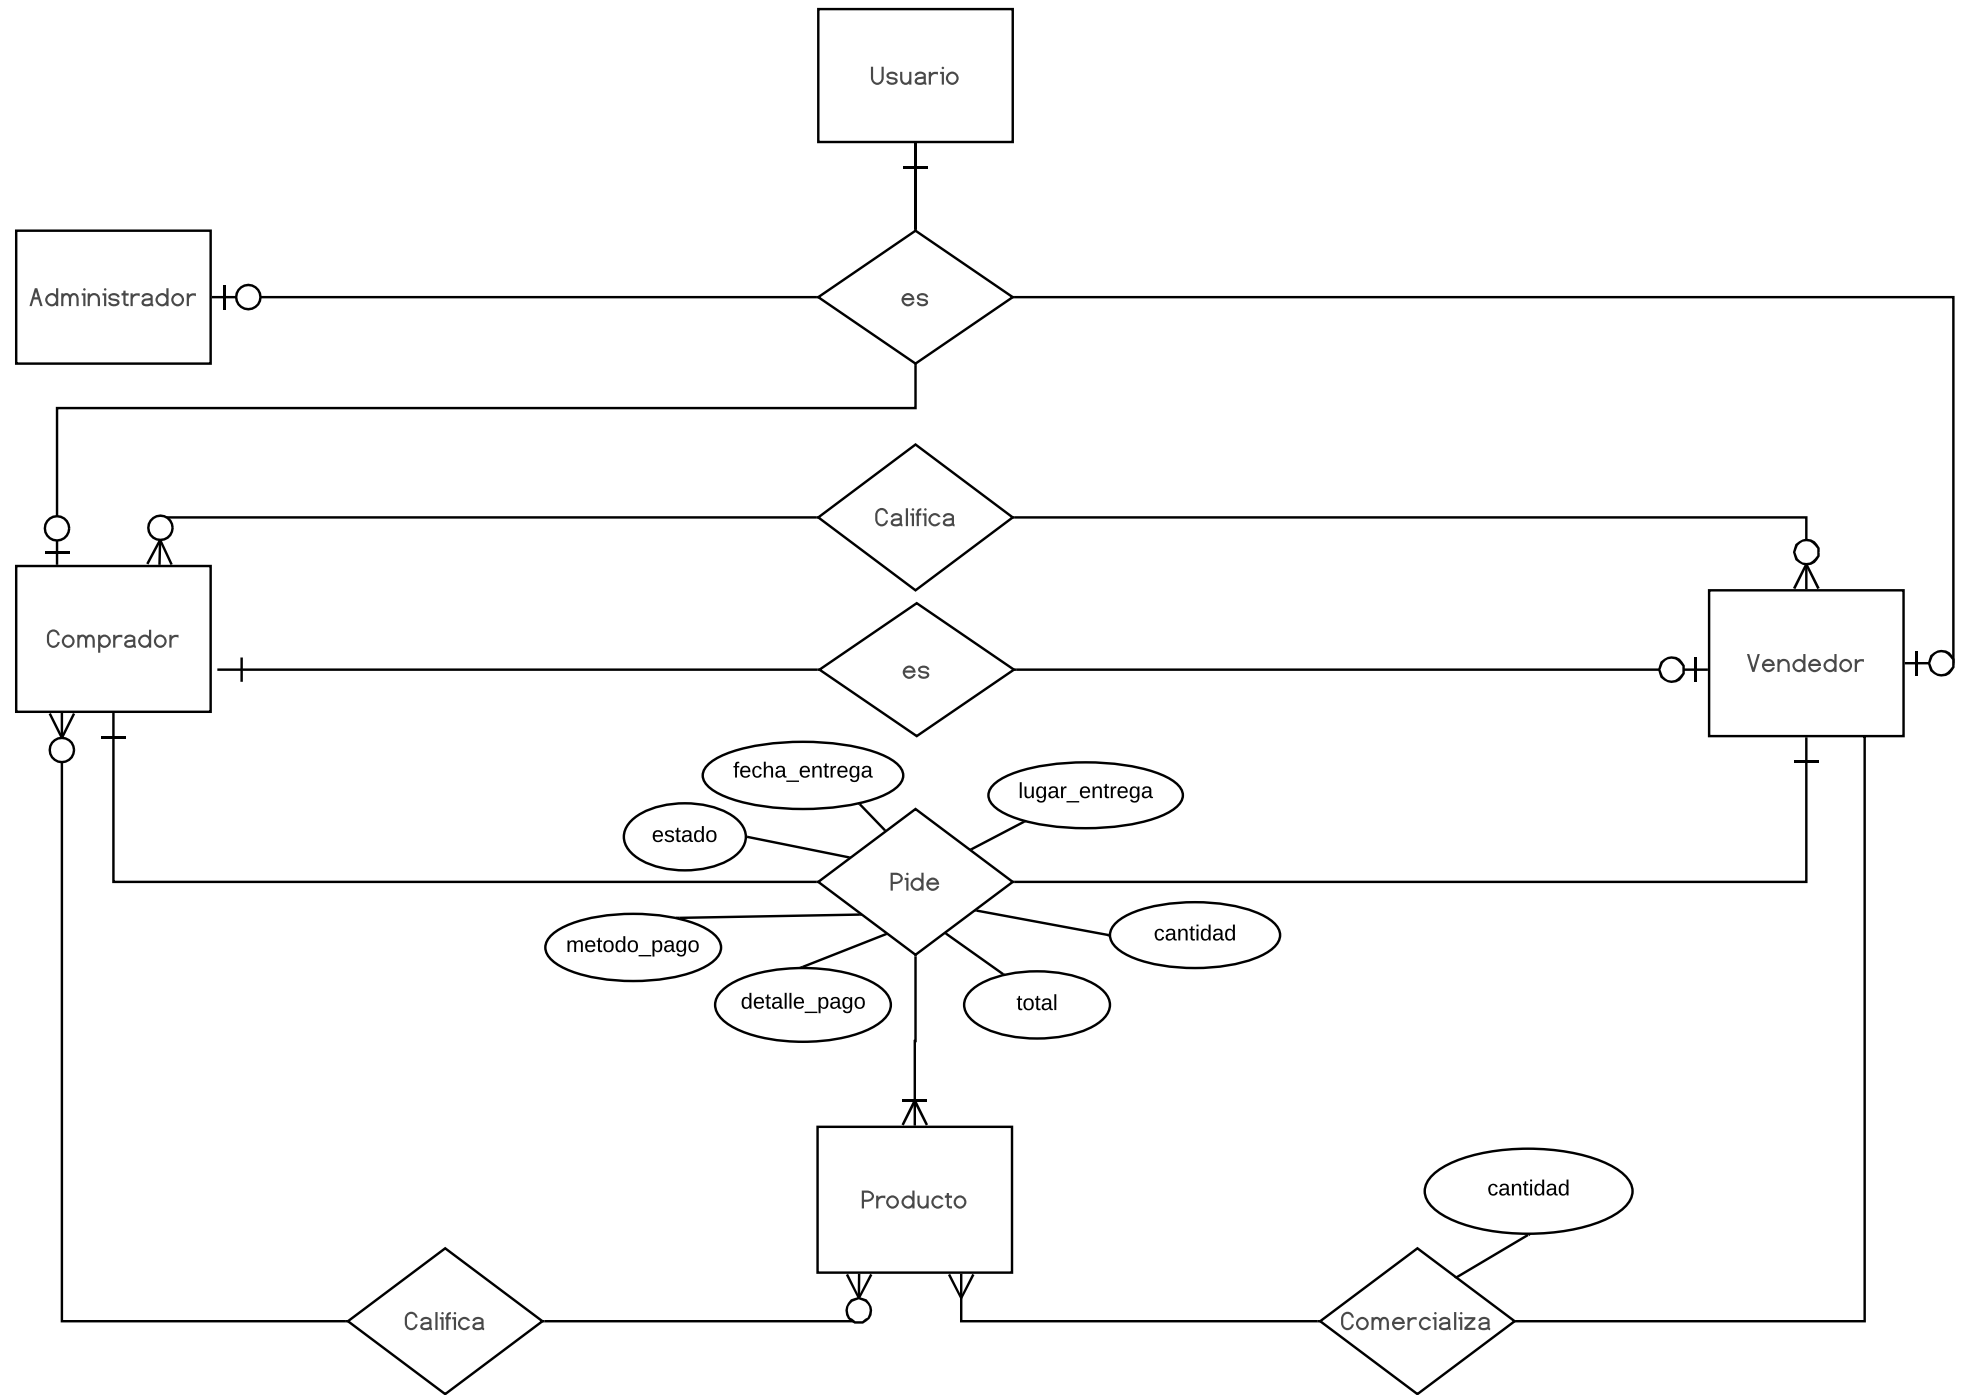 Usuario
Administrador
es
Califica
Comprador
es
Vendedor
fecha_entrega
lugar_entrega
estado
Pide
metodo_pago
cantidad
detalle_pago
total
Producto
cantidad
Califica
Comercializa